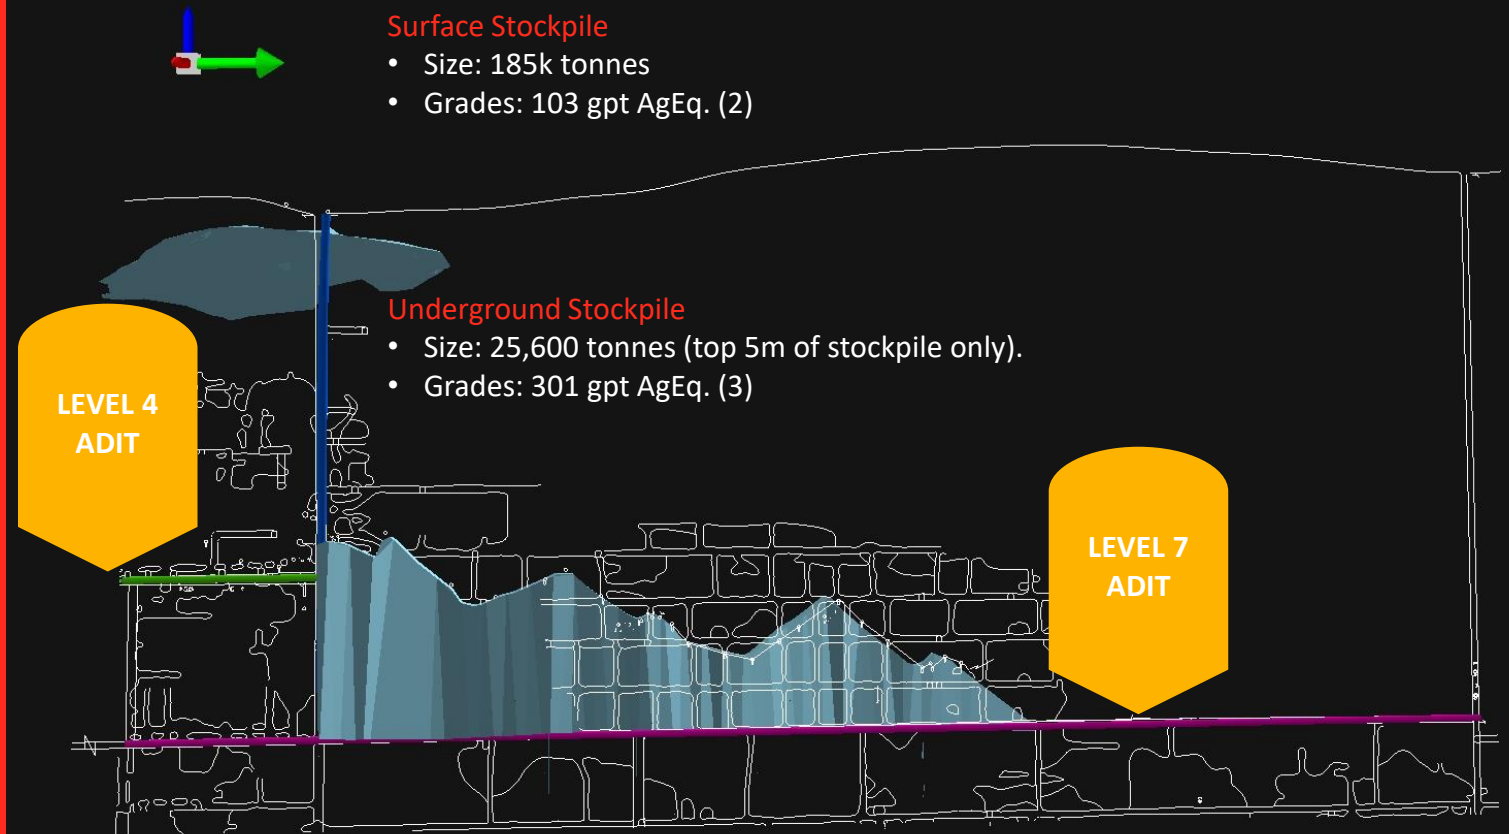 Surface Stockpile
• Size: 185k tonnes
• Grades: 103 gpt AgEq. (2)
Underground Stockpile
• Size: 25,600 tonnes (top 5m of stockpile only).
• Grades: 301 gpt AgEq. (3)
LEVEL 4
ADIT
LEVEL 7
ADIT
N